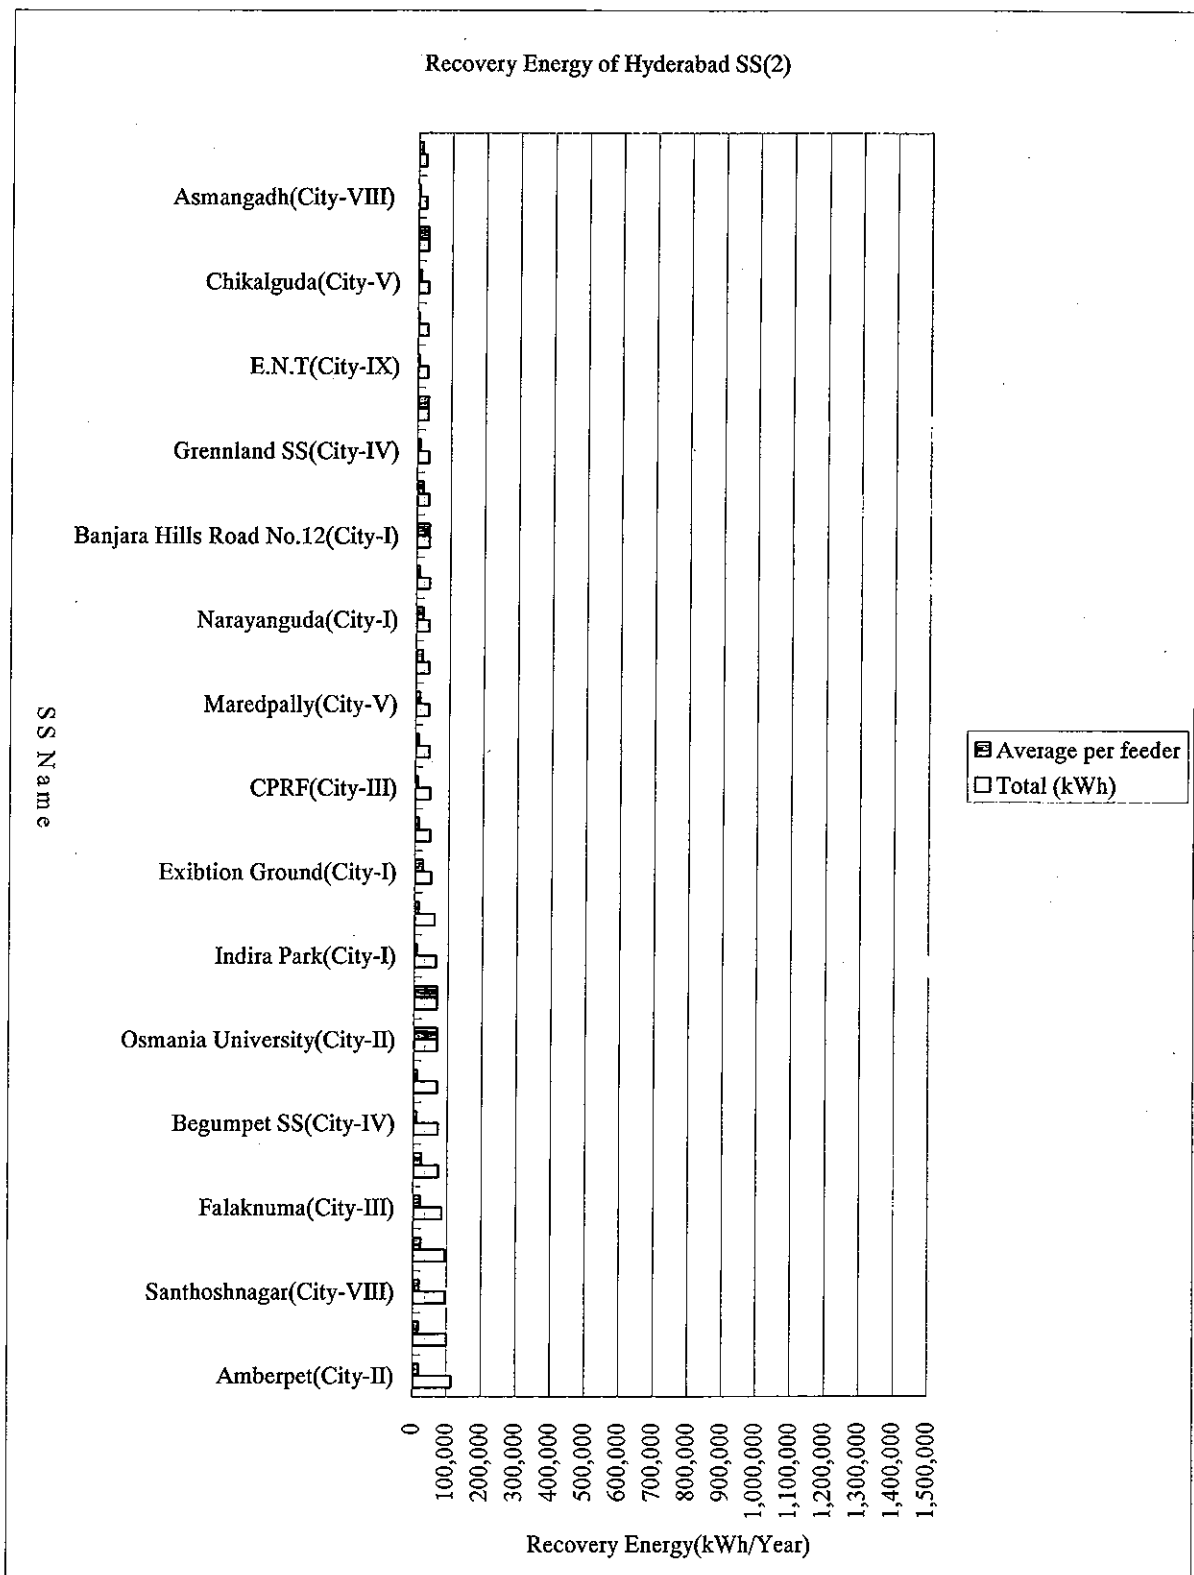 Recovery Energy of Hyderabad SS(2)
Asmangadh(City-VIII)
Chikalguda(City-V)
E.N.T(City-IX)
Grennland SS(City-IV)
Banjara Hills Road No.12(City-I)
Narayanguda(City-I)
Maredpally(City-V)
CPRF(City-III)
Exibtion Ground(City-I)
Indira Park(City-I)
Osmania University(City-II)
Begumpet SS(City-IV)
Falaknuma(City-III)
Santhoshnagar(City-VIII)
Amberpet(City-II)
SS Name
Average per feeder
Total (kWh)
0
100,000
200,000
300,000
400,000
500,000
600,000
700,000
800,000
900,000
1,000,000
1,100,000
1,200,000
1,300,000
1,400,000
1,500,000
Recovery Energy(kWh/Year)